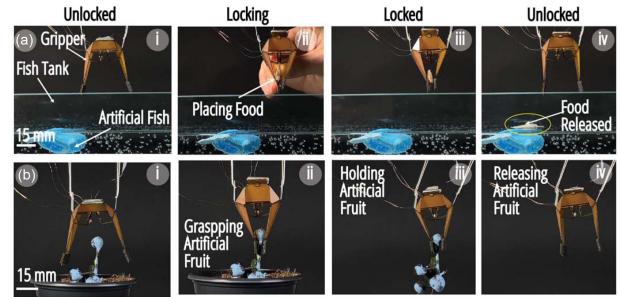 Unlocked
Locking
Locked
Unlocked
(a) Gripper
i
ii
iii
iv
Fish Tank
Placing Food
Artificial Fish
Food
Released
15 mm
(b)
i
ii
Graspping
Artificial
Fruit
Holding
Artificial
Fruit
iii
Releasing
Artificial
Fruit
iv
15 mm